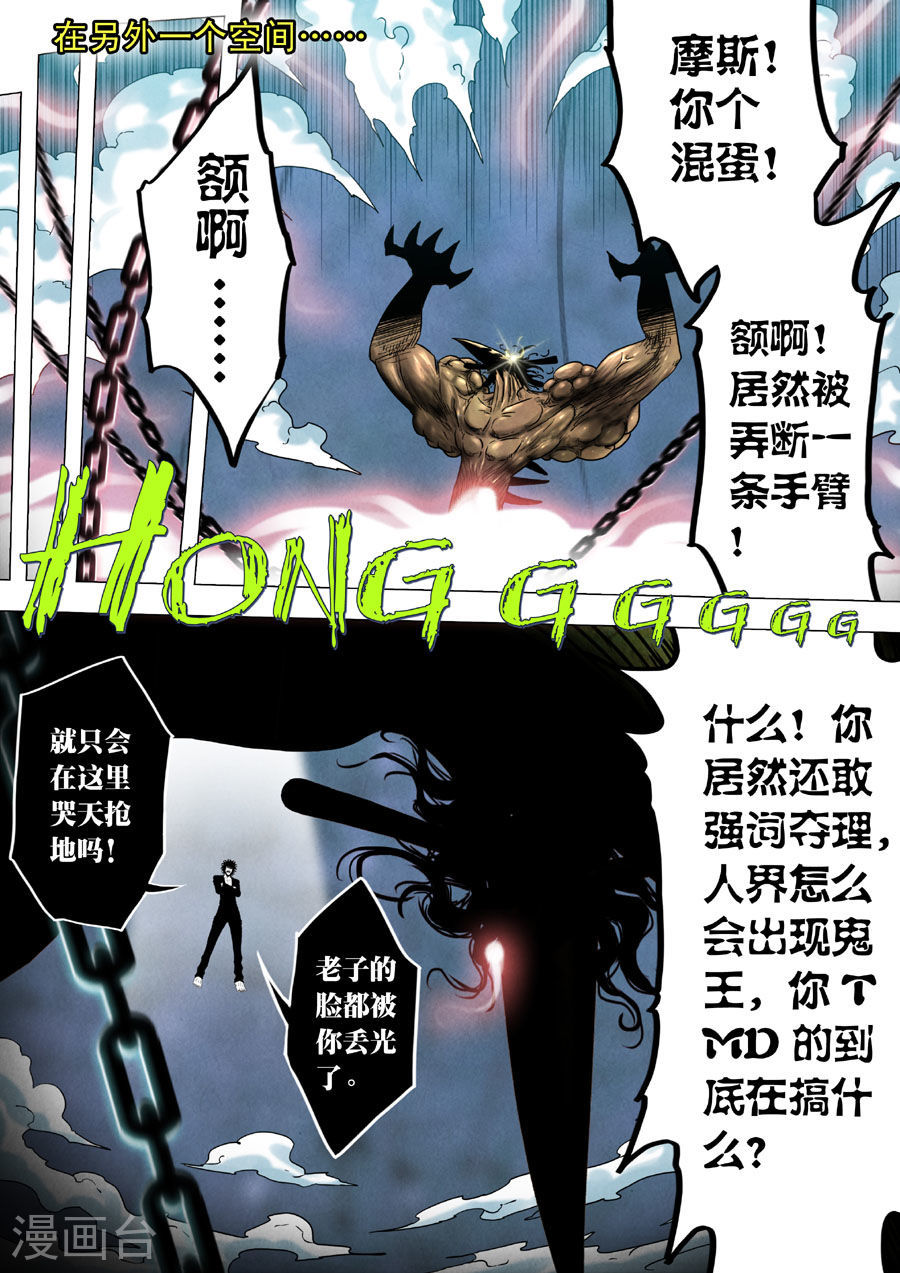 在另外一个空间……
摩斯！
你个
混蛋！
额
啊
……
额啊！
居然被
弄断一
条手臂
！
HONGGGGGG
就只会
在这里
哭天抢
地吗！
老子的
脸都被
你丢光
了。
什么！你
居然还敢
强词夺理，
人界怎么
会出现鬼
王，你T
MD的到
底在搞什
么？
漫画台